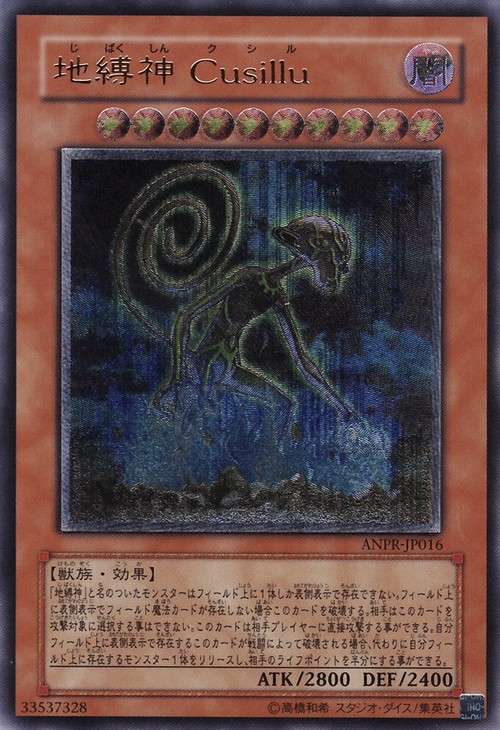 じ ばく しん ク シ ル
地縛神 Cusillu
闇
ANPR-JP016
けもの ぞく こう か
【獣族・効果】
「地縛神」と名のついたモンスターはフィールド上に1体しか表側表示で存在できない。フィールド上
に表側表示でフィールド魔法カードが存在しない場合このカードを破壊する。相手はこのカードを
攻撃対象に選択する事はできない。このカードは相手プレイヤーに直接攻撃する事ができる。自分
フィールド上に表側表示で存在するこのカードが戦闘によって破壊される場合、代わりに自分フィー
ルド上に存在するモンスター1体をリリースし、相手のライフポイントを半分にする事ができる。
ATK/2800 DEF/2400
33537328 ©高橋和希 スタジオ・ダイス/集英社